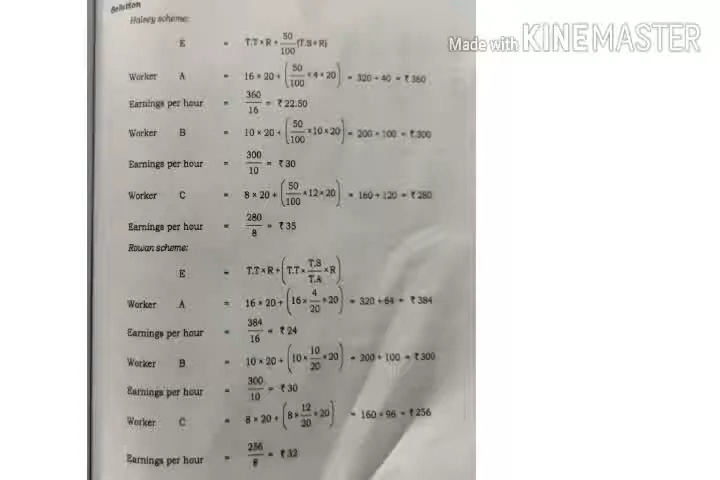 Solution
Made with KINEMASTER
Halsey scheme:
E = T.T × R + 50/100 (T.S × R)
Worker A = 16 × 20 + (50/100 × 4 × 20) = 320 + 40 = ₹ 360
Earnings per hour = 360/16 = ₹ 22.50
Worker B = 10 × 20 + (50/100 × 10 × 20) = 200 + 100 = ₹ 300
Earnings per hour = 300/10 = ₹ 30
Worker C = 8 × 20 + (50/100 × 12 × 20) = 160 + 120 = ₹ 280
Earnings per hour = 280/8 = ₹ 35
Rowan scheme:
E = T.T × R + (T.T × T.S/T.A × R)
Worker A = 16 × 20 + (16 × 4/20 × 20) = 320 + 64 = ₹ 384
Earnings per hour = 384/16 = ₹ 24
Worker B = 10 × 20 + (10 × 10/20 × 20) = 200 + 100 = ₹ 300
Earnings per hour = 300/10 = ₹ 30
Worker C = 8 × 20 + (8 × 12/20 × 20) = 160 + 96 = ₹ 256
Earnings per hour = 256/8 = ₹ 32